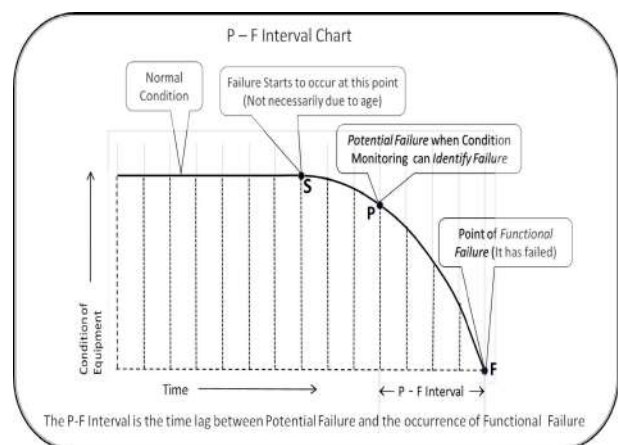 P – F Interval Chart
Normal
Condition
Failure Starts to occur at this point
(Not necessarily due to age)
Potential Failure when Condition
Monitoring can Identify Failure
S
P
Point of Functional
Failure (It has failed)
Condition of
Equipment
F
Time
P - F Interval
The P-F Interval is the time lag between Potential Failure and the occurrence of Functional Failure